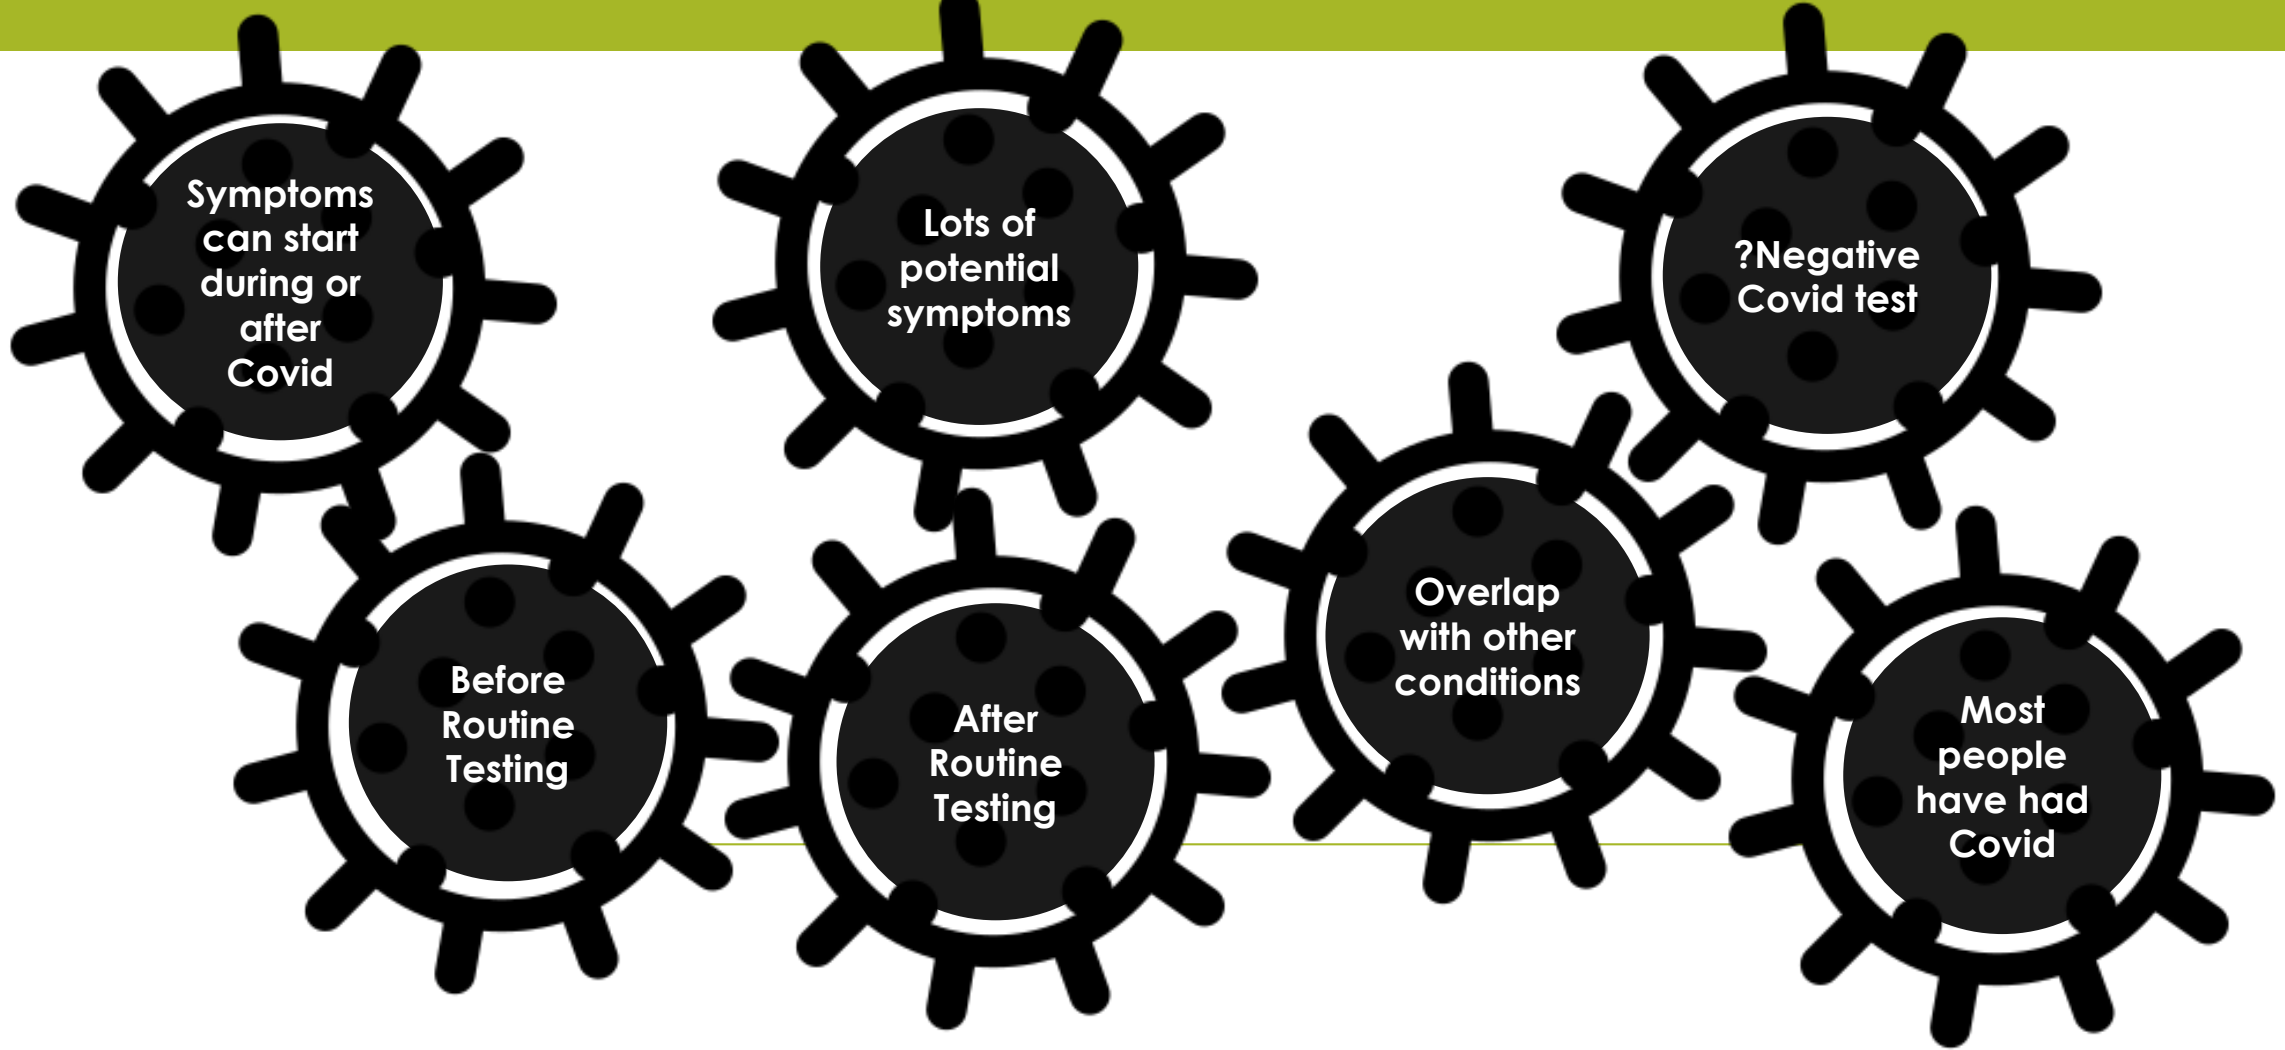 Symptoms
can start
during or
after
Covid
Lots of
potential
symptoms
?Negative
Covid test
Before
Routine
Testing
After
Routine
Testing
Overlap
with other
conditions
Most
people
have had
Covid